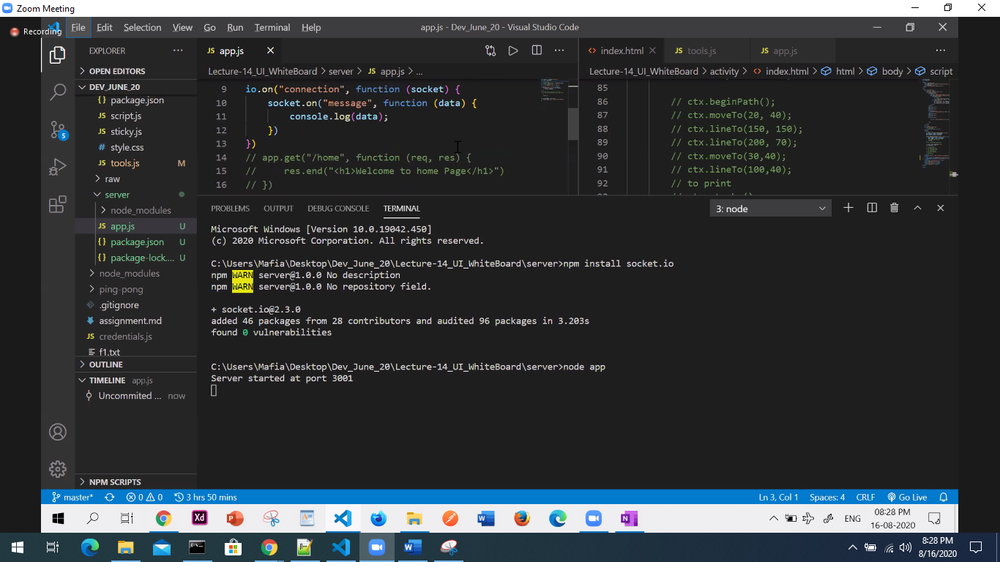 Zoom Meeting
Recording
File Edit Selection View Go Run Terminal Help
app.js - Dev_June_20 - Visual Studio Code
EXPLORER
OPEN EDITORS
DEV_JUNE_20
{} package.json
JS script.js
JS sticky.js
# style.css
JS tools.js M
raw
server
node_modules
JS app.js U
{} package.json U
{} package-lock.... U
node_modules
ping-pong
.gitignore
assignment.md
JS credentials.js
f1.txt
OUTLINE
TIMELINE app.js
Uncommited ... now
NPM SCRIPTS
5
JS app.js
Lecture-14_UI_WhiteBoard > server > JS app.js > ...
9 io.on("connection", function (socket) {
10 socket.on("message", function (data) {
11 console.log(data);
12 })
13 })
14 // app.get("/home", function (req, res) {
15 // res.end("<h1>Welcome to home Page</h1>")
16 // })
<> index.html JS tools.js JS app.js
Lecture-14_UI_WhiteBoard > activity > <> index.html > html > body > script
85
86 // ctx.beginPath();
87 // ctx.moveTo(20, 40);
88 // ctx.lineTo(150, 150);
89 // ctx.lineTo(200, 70);
90 // ctx.moveTo(30,40);
91 // ctx.lineTo(100,40);
92 // to print
PROBLEMS OUTPUT DEBUG CONSOLE TERMINAL
3: node
Microsoft Windows [Version 10.0.19042.450]
(c) 2020 Microsoft Corporation. All rights reserved.
C:\Users\Mafia\Desktop\Dev_June_20\Lecture-14_UI_WhiteBoard\server>npm install socket.io
npm WARN server@1.0.0 No description
npm WARN server@1.0.0 No repository field.
+ socket.io@2.3.0
added 46 packages from 28 contributors and audited 96 packages in 3.203s
found 0 vulnerabilities
C:\Users\Mafia\Desktop\Dev_June_20\Lecture-14_UI_WhiteBoard\server>node app
Server started at port 3001
master* 0 0 3 hrs 50 mins
Ln 3, Col 1 Spaces: 4 CRLF Go Live
Xd
ENG
08:28 PM
16-08-2020
8:28 PM
8/16/2020